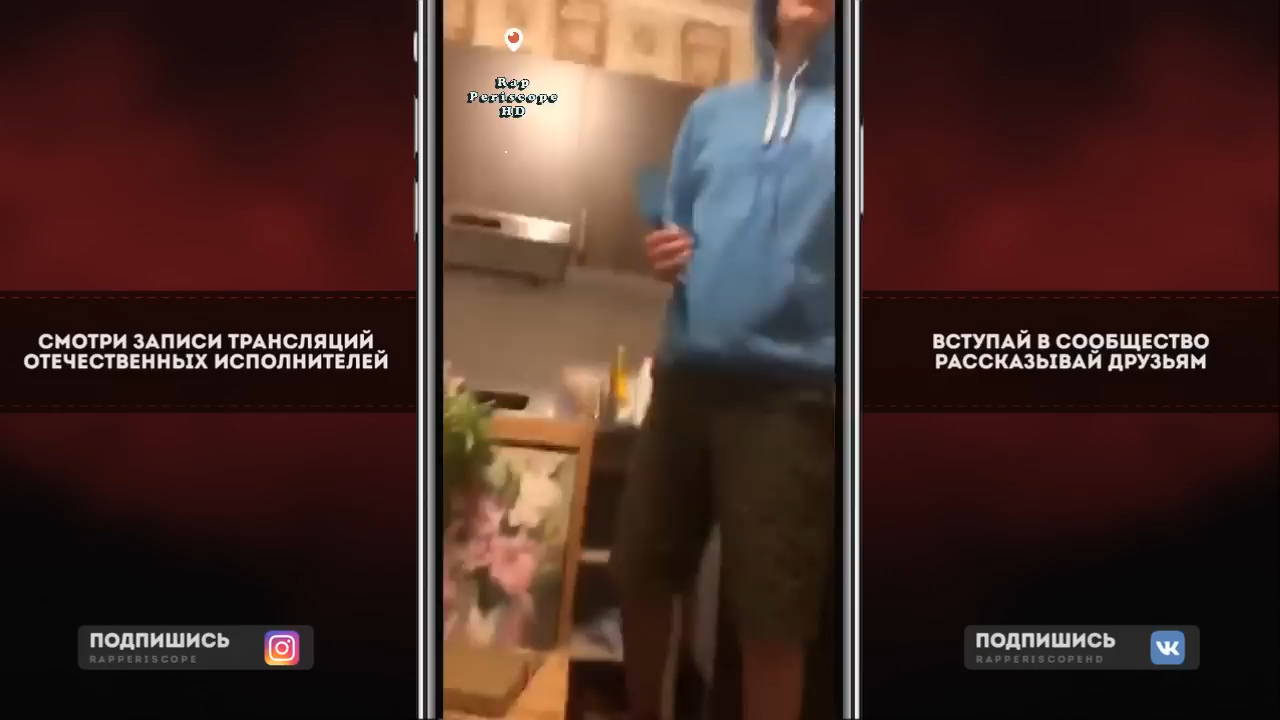 Rap
Periscope
HD
СМОТРИ ЗАПИСИ ТРАНСЛЯЦИЙ
ОТЕЧЕСТВЕННЫХ ИСПОЛНИТЕЛЕЙ
ВСТУПАЙ В СООБЩЕСТВО
РАССКАЗЫВАЙ ДРУЗЬЯМ
ПОДПИШИСЬ
RAPPERISCOPE
ПОДПИШИСЬ
RAPPERISCOPEHD